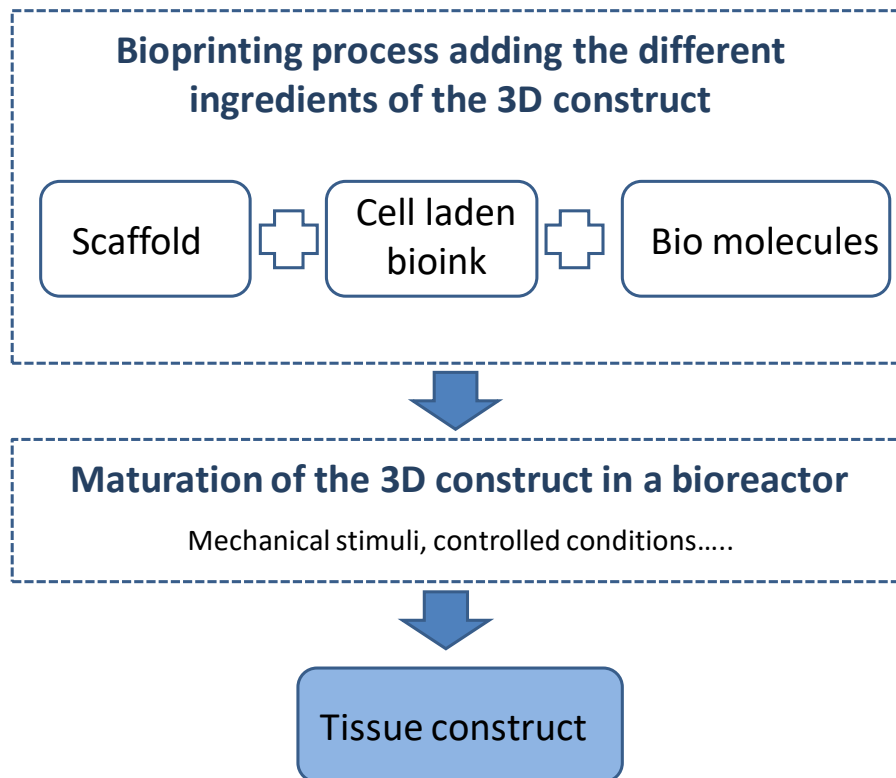 Bioprinting process adding the different
ingredients of the 3D construct
Scaffold
Cell laden
bioink
Bio molecules
Maturation of the 3D construct in a bioreactor
Mechanical stimuli, controlled conditions…..
Tissue construct